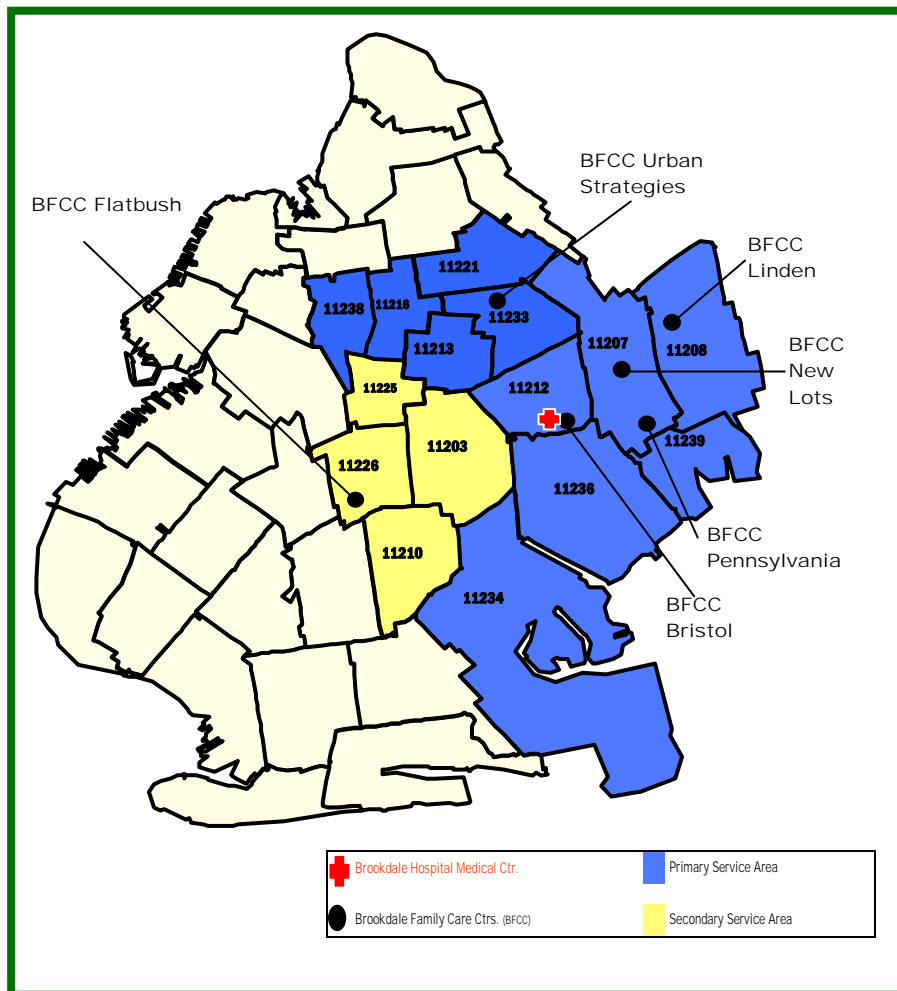 BFCC Urban
Strategies
BFCC Flatbush
BFCC
Linden
11221
11238
11216
11233
11207
11208
11213
BFCC
New
Lots
11225
11212
11203
11239
11226
11236
BFCC
Pennsylvania
11210
11234
BFCC
Bristol
Brookdale Hospital Medical Ctr.
Primary Service Area
Brookdale Family Care Ctrs. (BFCC)
Secondary Service Area